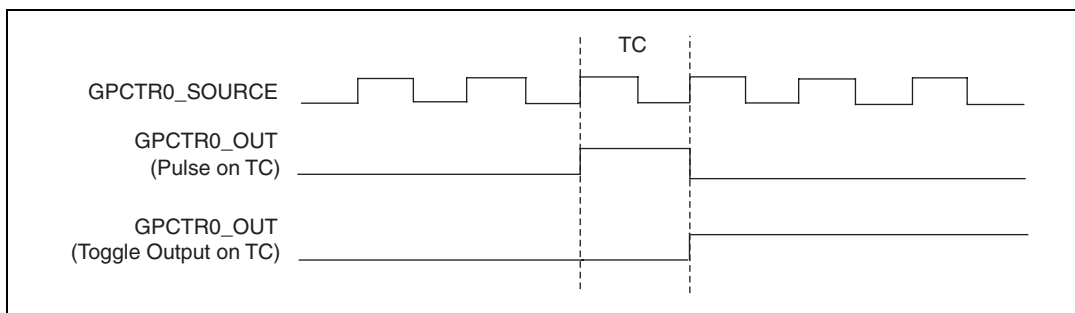 TC
GPCTR0_SOURCE
GPCTR0_OUT
(Pulse on TC)
GPCTR0_OUT
(Toggle Output on TC)